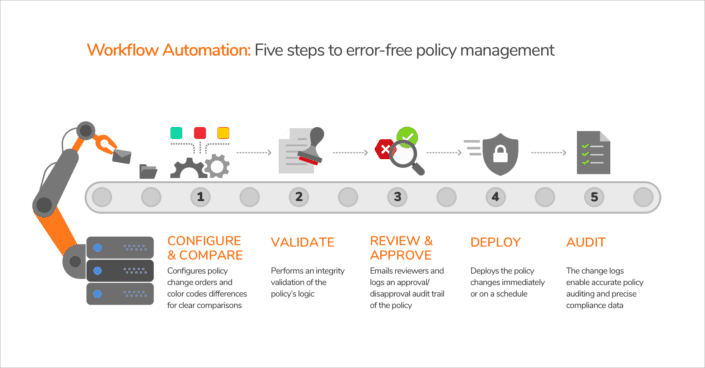 Workflow Automation: Five steps to error-free policy management
1
2
3
4
5
CONFIGURE
& COMPARE
Configures policy
change orders and
color codes differences
for clear comparisons
VALIDATE
Performs an integrity
validation of the
policy's logic
REVIEW &
APPROVE
Emails reviewers and
logs an approval/
disapproval audit trail
of the policy
DEPLOY
Deploys the policy
changes immediately
or on a schedule
AUDIT
The change logs
enable accurate policy
auditing and precise
compliance data